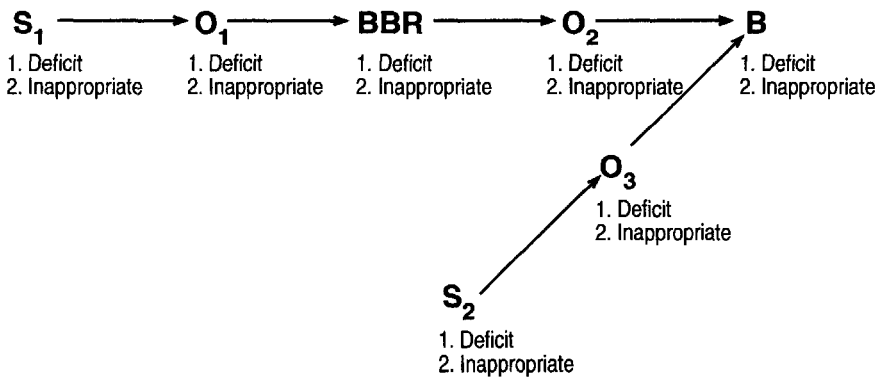 S1 O1 BBR O2 B
1. Deficit 1. Deficit 1. Deficit 1. Deficit 1. Deficit
2. Inappropriate 2. Inappropriate 2. Inappropriate 2. Inappropriate 2. Inappropriate
O3
1. Deficit
2. Inappropriate
S2
1. Deficit
2. Inappropriate